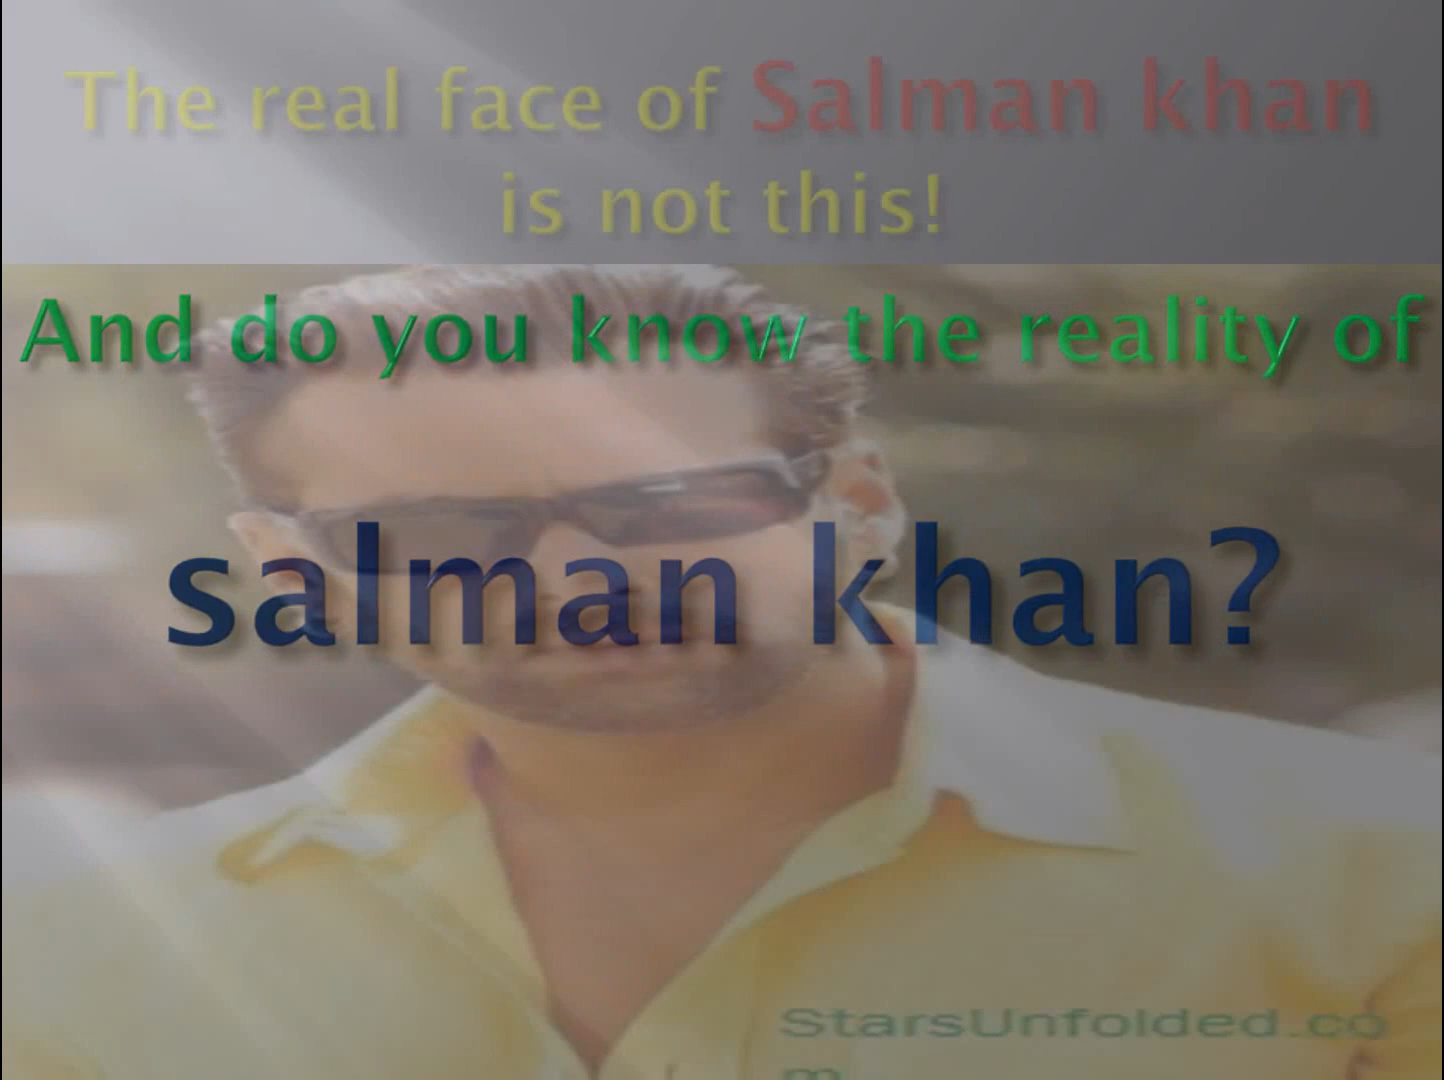 The real face of Salman khan
is not this!
And do you know the reality of
salman khan?
StarsUnfolded.co
m